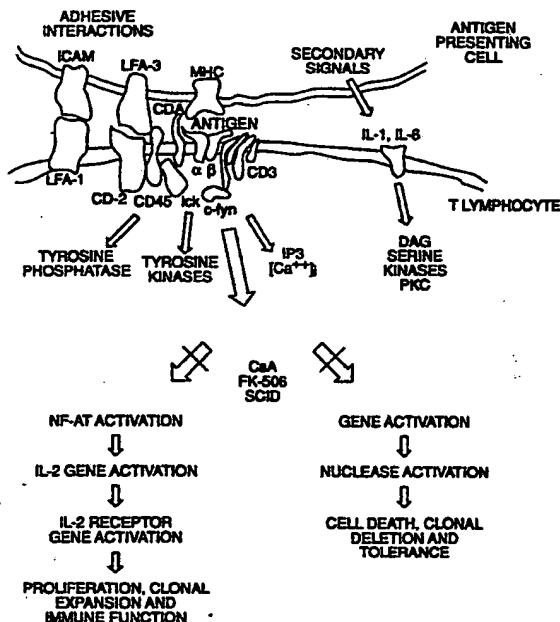 ADHESIVE
INTERACTIONS
ICAM
LFA-3
MHC
SECONDARY
SIGNALS
ANTIGEN
PRESENTING
CELL
CDA
ANTIGEN
IL-1, IL-6
α β
CD3
LFA-1
CD-2
CD45
lck
c-fyn
T LYMPHOCYTE
TYROSINE
PHOSPHATASE
TYROSINE
KINASES
IP3
[Ca++]i
DAG
SERINE
KINASES
PKC
CsA
FK-506
SCID
NF-AT ACTIVATION
IL-2 GENE ACTIVATION
IL-2 RECEPTOR
GENE ACTIVATION
PROLIFERATION, CLONAL
EXPANSION AND
IMMUNE FUNCTION
GENE ACTIVATION
NUCLEASE ACTIVATION
CELL DEATH, CLONAL
DELETION AND
TOLERANCE